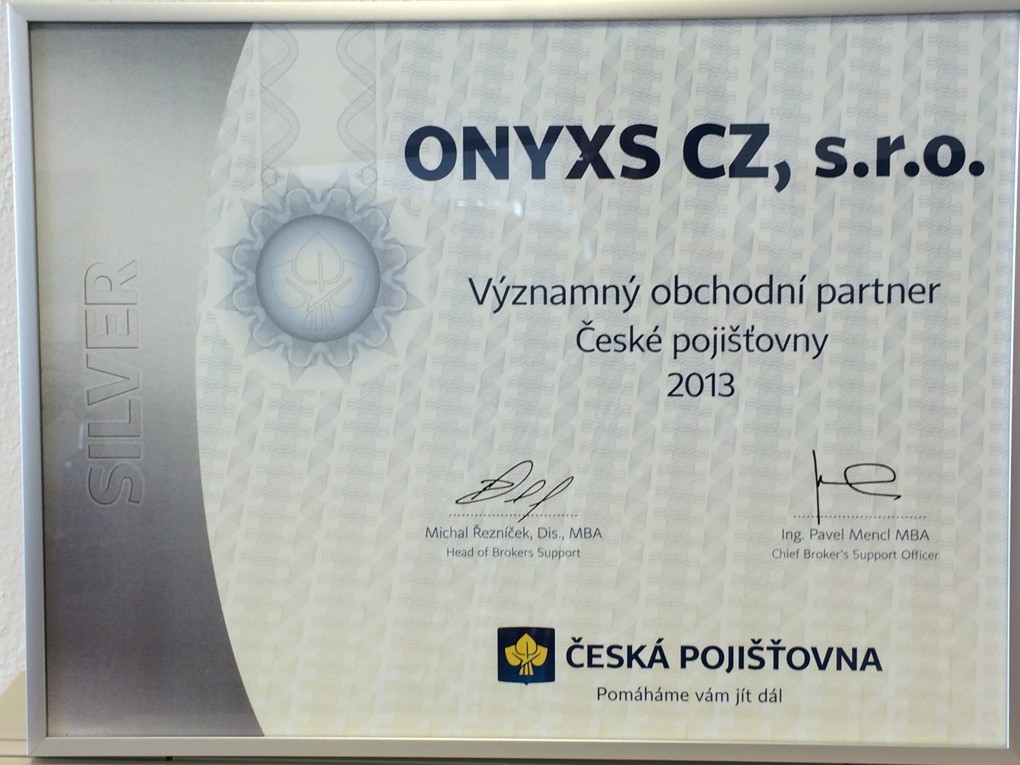 ONYXS CZ, s.r.o.
SILVER
Významný obchodní partner
České pojišťovny
2013
Michal Řezníček, Dis., MBA
Head of Brokers Support
Ing. Pavel Mencl MBA
Chief Broker's Support Officer
ČESKÁ POJIŠŤOVNA
Pomáháme vám jít dál